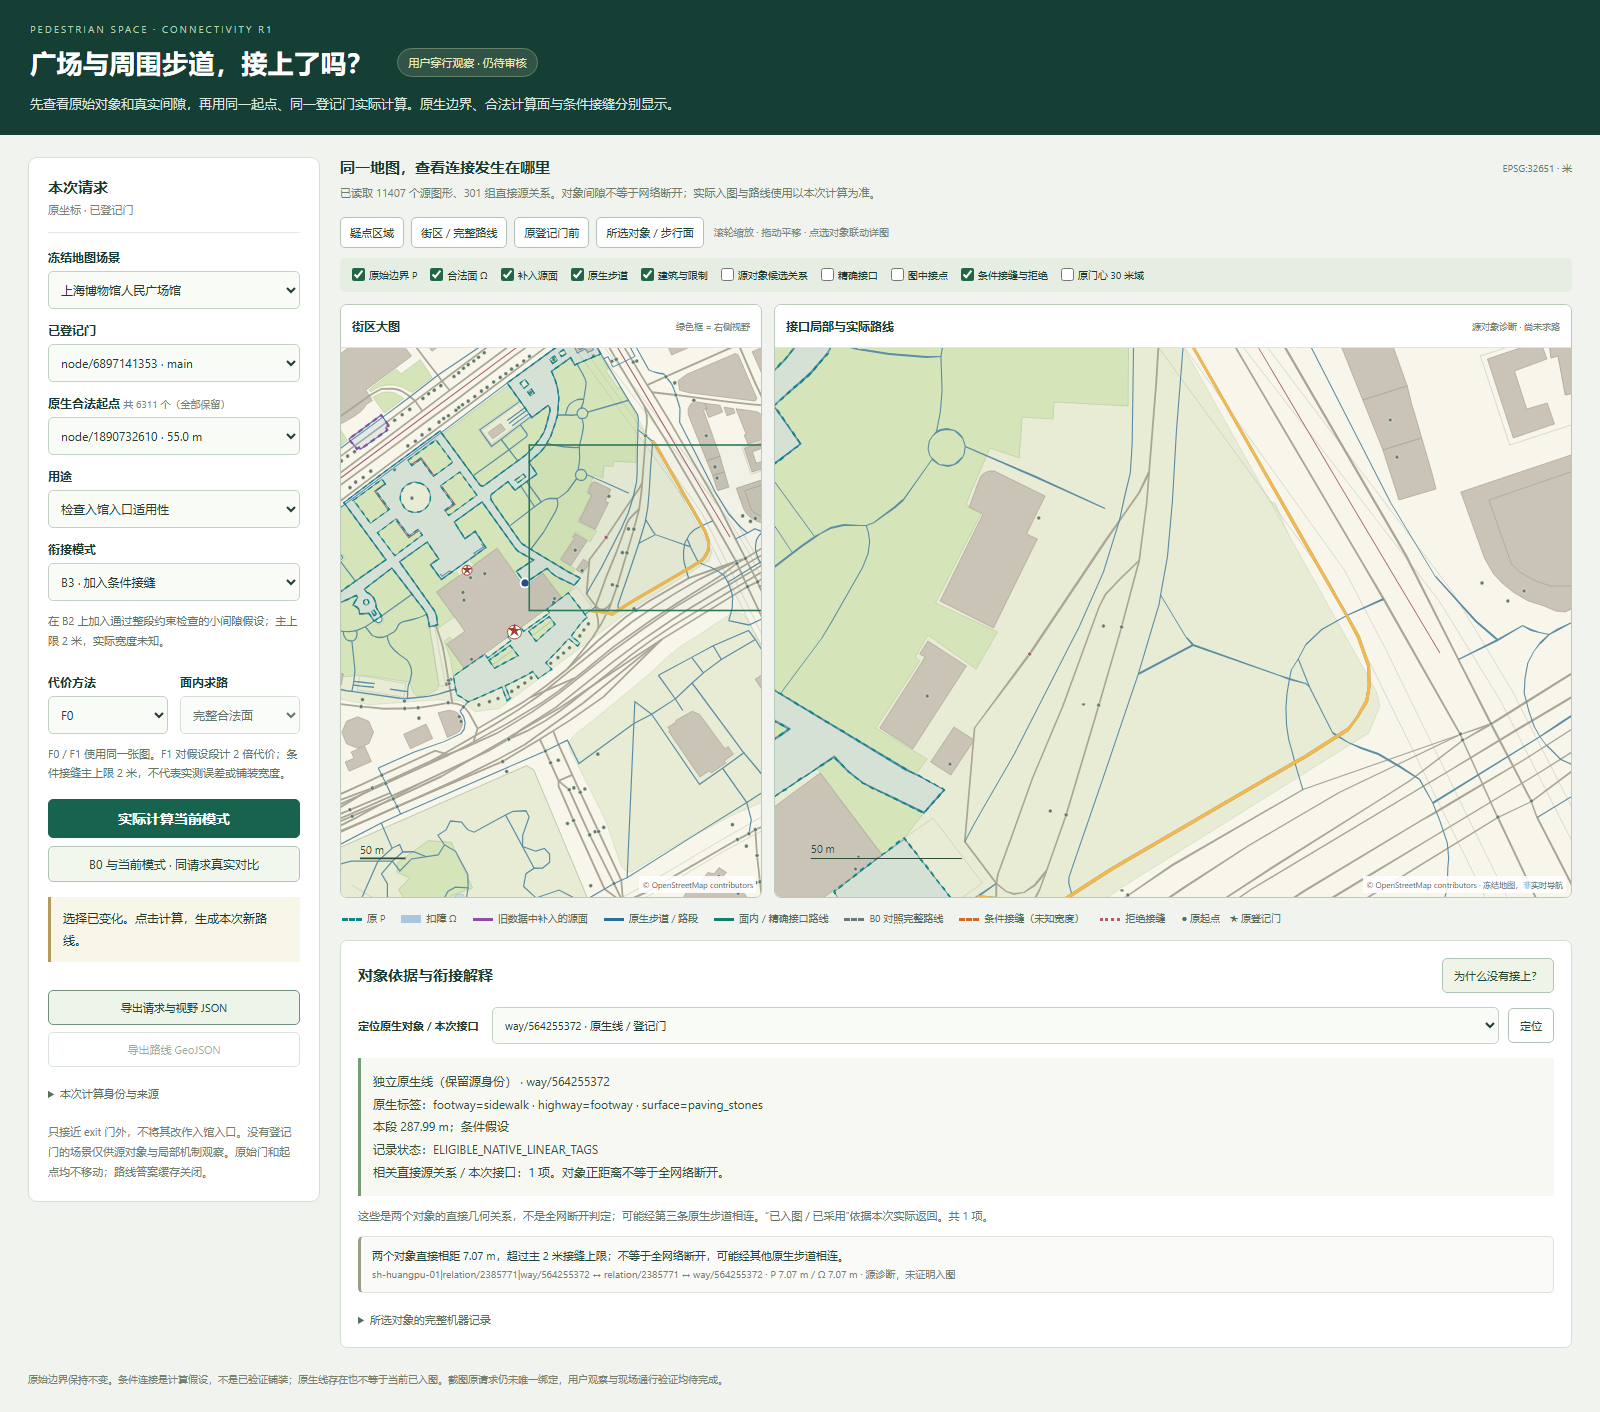 PEDESTRIAN SPACE · CONNECTIVITY R1
广场与周围步道，接上了吗？
用户穿行观察 · 仍待审核
先查看原始对象和真实间隙，再用同一起点、同一登记门实际计算。原生边界、合法计算面与条件接缝分别显示。
本次请求
原坐标 · 已登记门
冻结地图场景
上海博物馆人民广场馆
已登记门
node/6897141353 · main
原生合法起点 共 6311 个（全部保留）
node/1890732610 · 55.0 m
用途
检查入馆入口适用性
衔接模式
B3 · 加入条件接缝
在 B2 上加入通过整段约束检查的小间隙假设；主上
限 2 米，实际宽度未知。
代价方法
面内求路
F0
完整合法面
F0 / F1 使用同一张图。F1 对假设段计 2 倍代价；条
件接缝主上限 2 米，不代表实测误差或铺装宽度。
实际计算当前模式
B0 与当前模式 · 同请求真实对比
选择已变化。点击计算，生成本次新路
线。
导出请求与视野 JSON
导出路线 GeoJSON
▶ 本次计算身份与来源
只接近 exit 门外，不将其改作入馆入口。没有登记
门的场景仅供源对象与局部机制观察。原始门和起
点均不移动；路线答案缓存关闭。
同一地图，查看连接发生在哪里
EPSG:32651 · 米
已读取 11407 个源图形、301 组直接源关系。对象间隙不等于网络断开；实际入图与路线使用以本次计算为准。
疑点区域
街区 / 完整路线
原登记门前
所选对象 / 步行面
滚轮缩放 · 拖动平移 · 点选对象联动详图
原始边界 P
合法面 Ω
补入源面
原生步道
建筑与限制
源对象候选关系
精确接口
图中接点
条件接缝与拒绝
原门心 30 米域
街区大图
绿色框 = 右侧视野
50 m
© OpenStreetMap contributors
接口局部与实际路线
源对象诊断 · 尚未求路
50 m
© OpenStreetMap contributors · 冻结地图，非实时导航
原 P
扣障 Ω
旧数据中补入的源面
原生步道 / 路段
面内 / 精确接口路线
B0 对照完整路线
条件接缝（未知宽度）
拒绝接缝
● 原起点
★ 原登记门
对象依据与衔接解释
为什么没有接上？
定位原生对象 / 本次接口
way/564255372 · 原生线 / 登记门
定位
独立原生线（保留源身份） · way/564255372
原生标签：footway=sidewalk · highway=footway · surface=paving_stones
本段 287.99 m；条件假设
记录状态：ELIGIBLE_NATIVE_LINEAR_TAGS
相关直接源关系 / 本次接口：1 项。对象正距离不等于全网络断开。
这些是两个对象的直接几何关系，不是全网断开判定；可能经第三条原生步道相连。“已入图 / 已采用”依据本次实际返回。共 1 项。
两个对象直接相距 7.07 m，超过主 2 米接缝上限；不等于全网络断开，可能经其他原生步道相连。
sh-huangpu-01|relation/2385771|way/564255372 ↔ relation/2385771 ↔ way/564255372 · P 7.07 m / Ω 7.07 m · 源诊断，未证明入图
▶ 所选对象的完整机器记录
原始边界保持不变。条件连接是计算假设，不是已验证铺装；原生线存在也不等于当前已入图。截图原请求仍未唯一绑定，用户观察与现场通行验证均待完成。